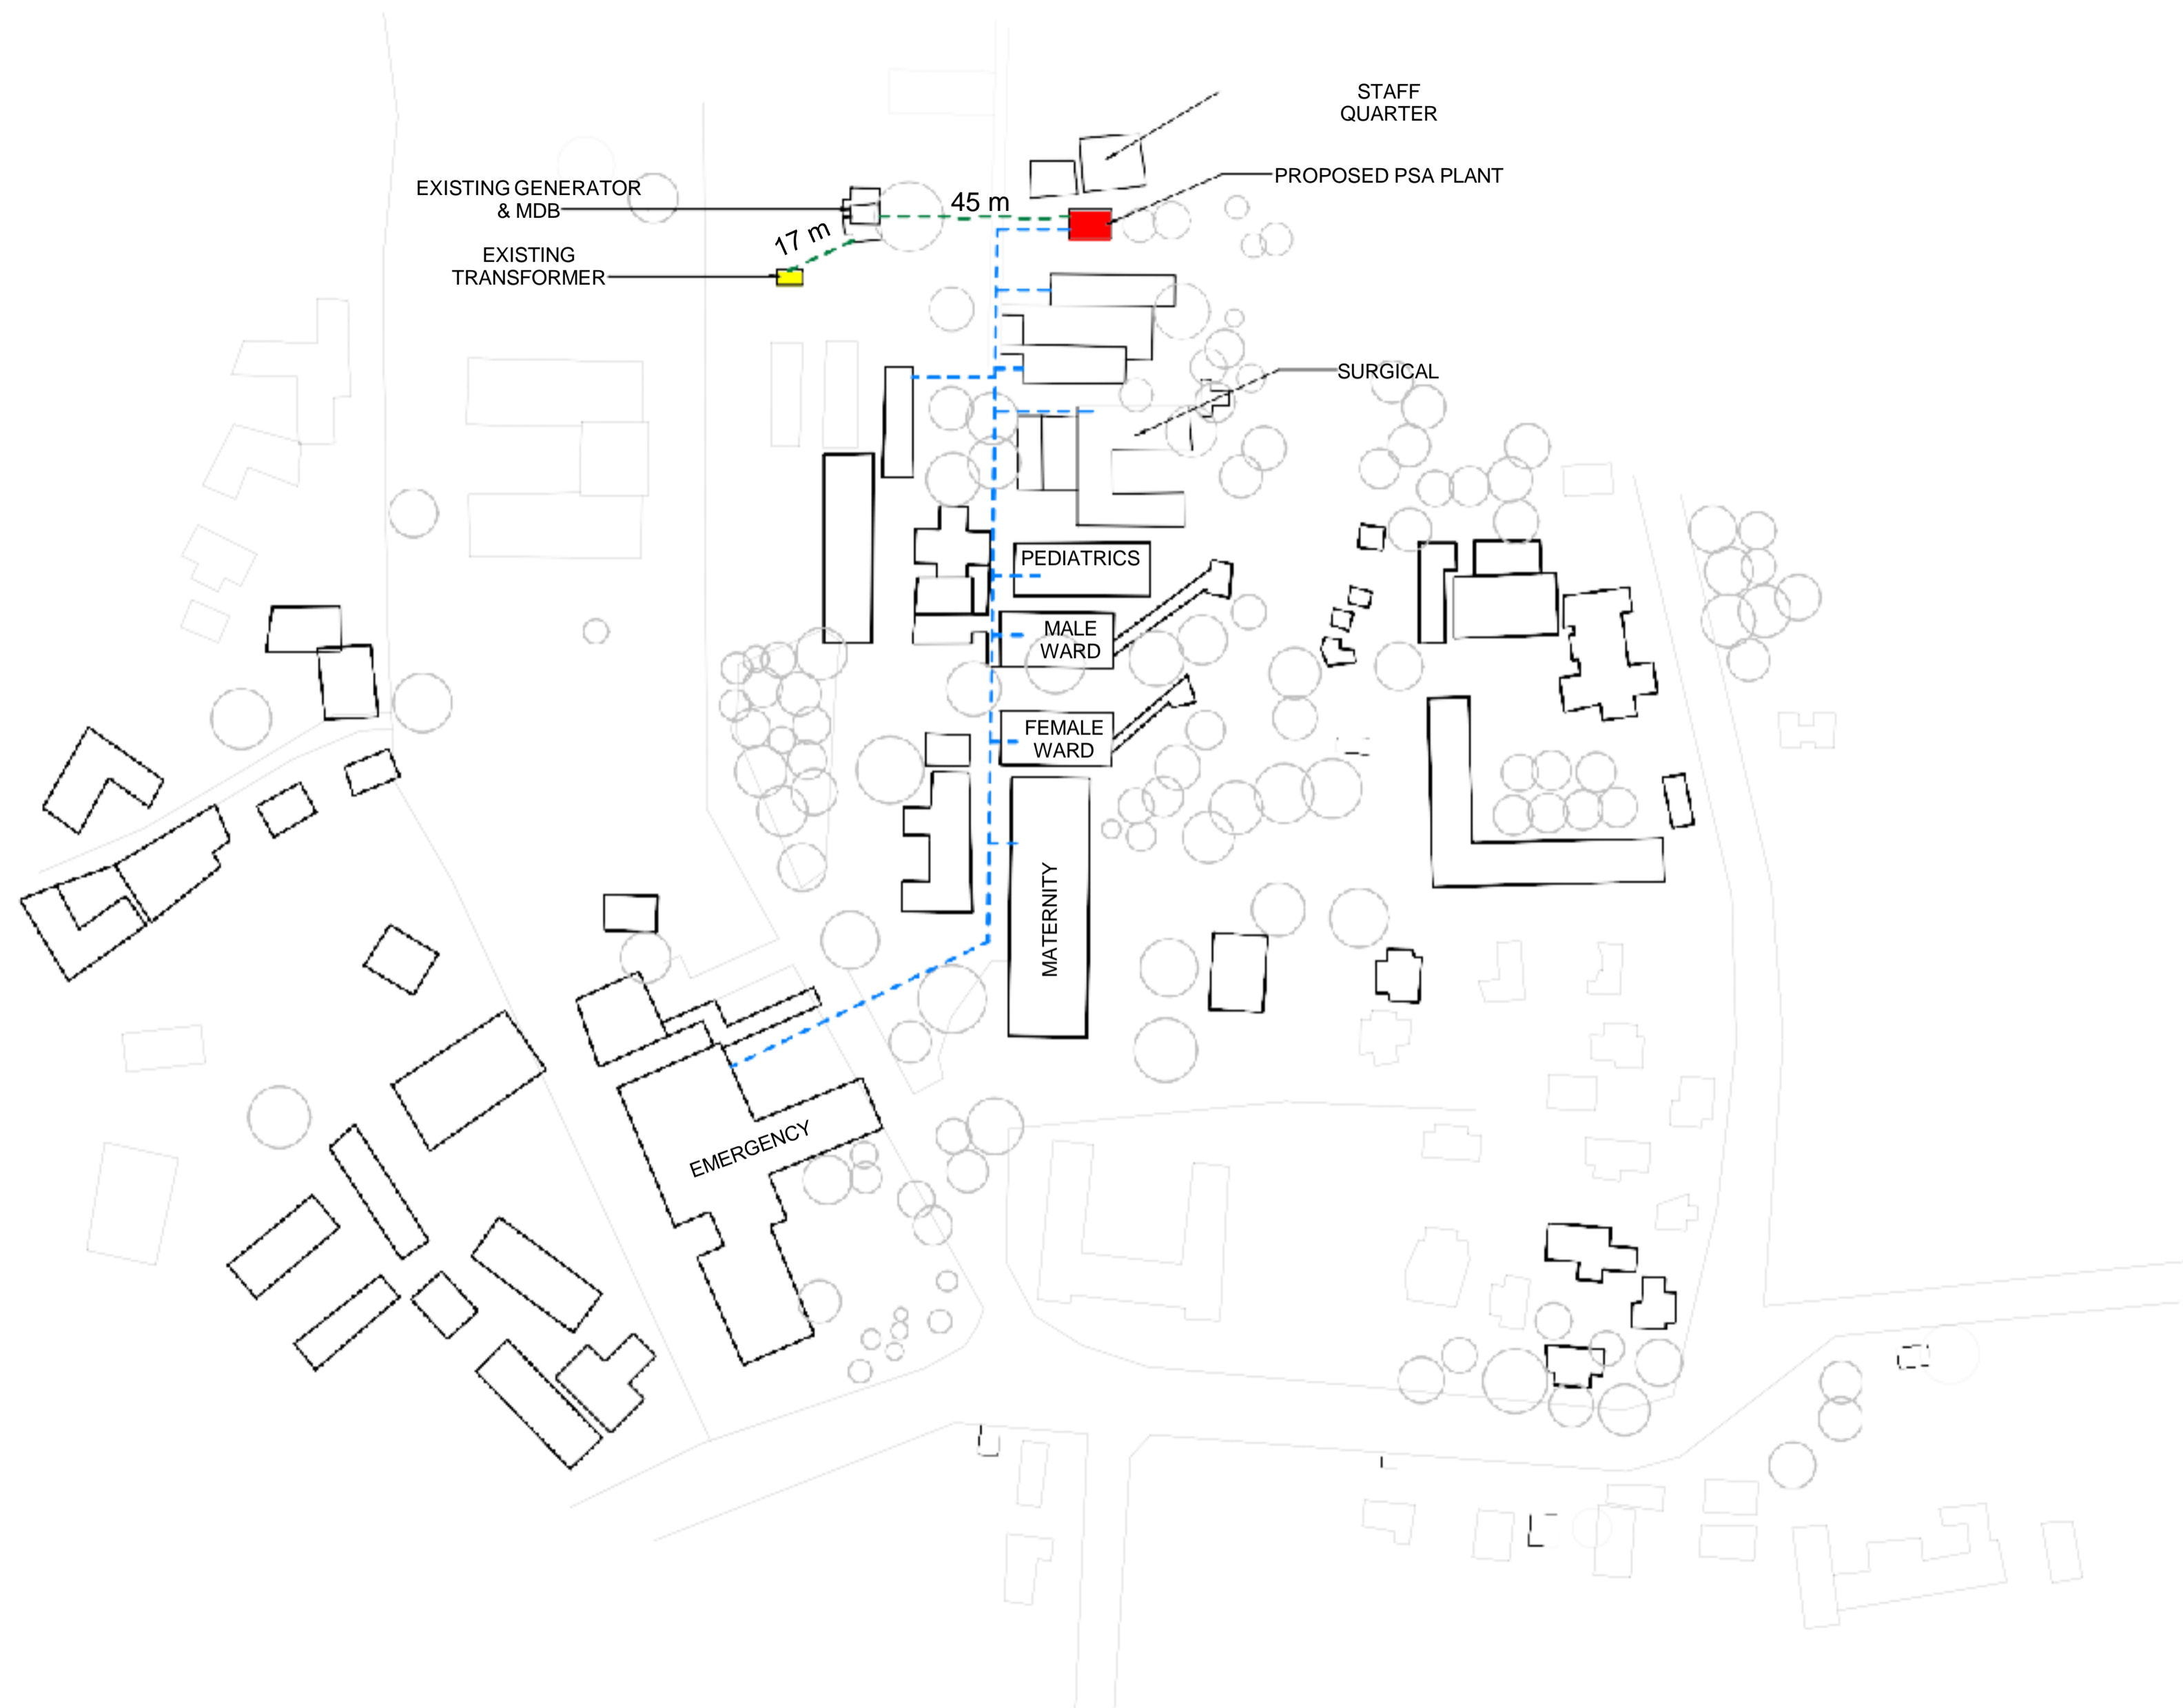 STAFF
QUARTER
PROPOSED PSA PLANT
EXISTING GENERATOR
& MDB
45 m
17 m
EXISTING
TRANSFORMER
SURGICAL
PEDIATRICS
MALE
WARD
FEMALE
WARD
MATERNITY
EMERGENCY